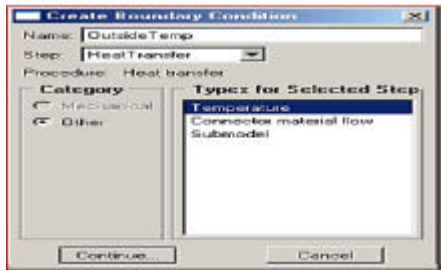 Create Boundary Condition
Name: OutsideTemp
Step: HeatTransfer
Procedure: Heat transfer
Category
Mechanical
Other
Types for Selected Step
Temperature
Connector material flow
Submodel
Continue...
Cancel